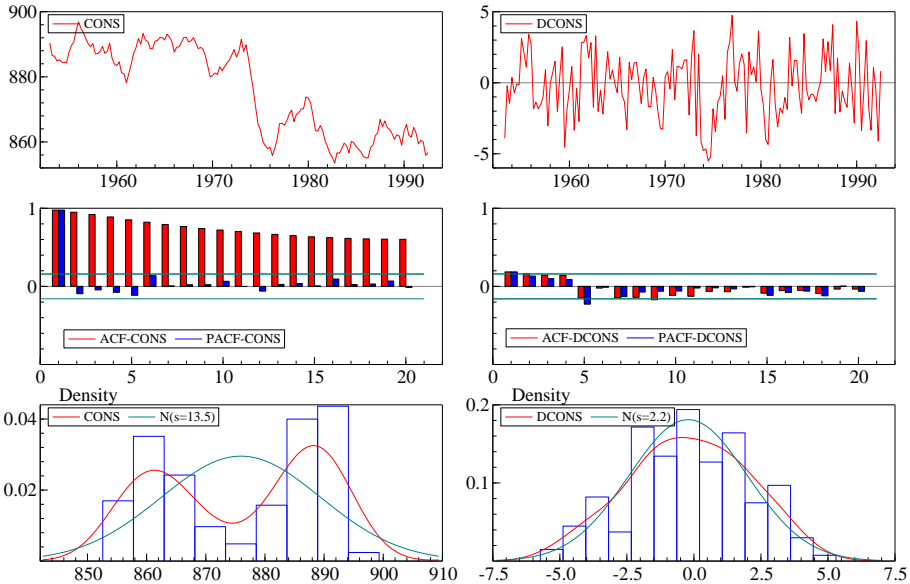 CONS
900
880
860
1960 1970 1980 1990
DCONS
5
0
-5
1960 1970 1980 1990
1
0
ACF-CONS PACF-CONS
0 5 10 15 20
1
0
ACF-DCONS PACF-DCONS
0 5 10 15 20
Density
CONS N(s=13.5)
0.04
0.02
850 860 870 880 890 900 910
Density
DCONS N(s=2.2)
0.2
0.1
-7.5 -5.0 -2.5 0.0 2.5 5.0 7.5